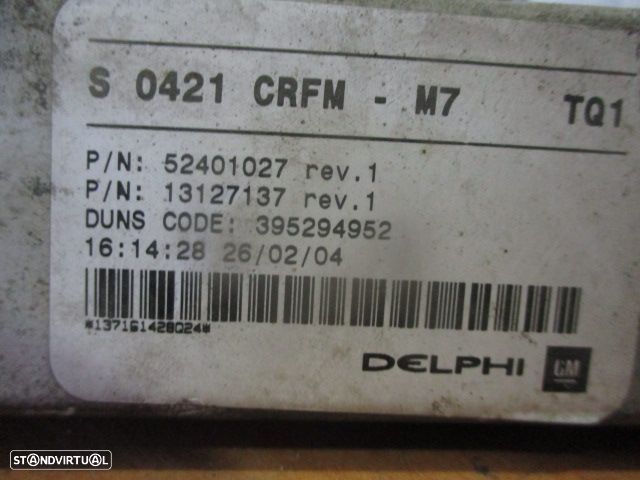 S 0421 CRFM - M7 TQ1
P/N: 52401027 rev.1
P/N: 13127137 rev.1
DUNS CODE: 395294952
16:14:28 26/02/04
*1371G1428Q24*
DELPHI GM
STANDVIRTUAL